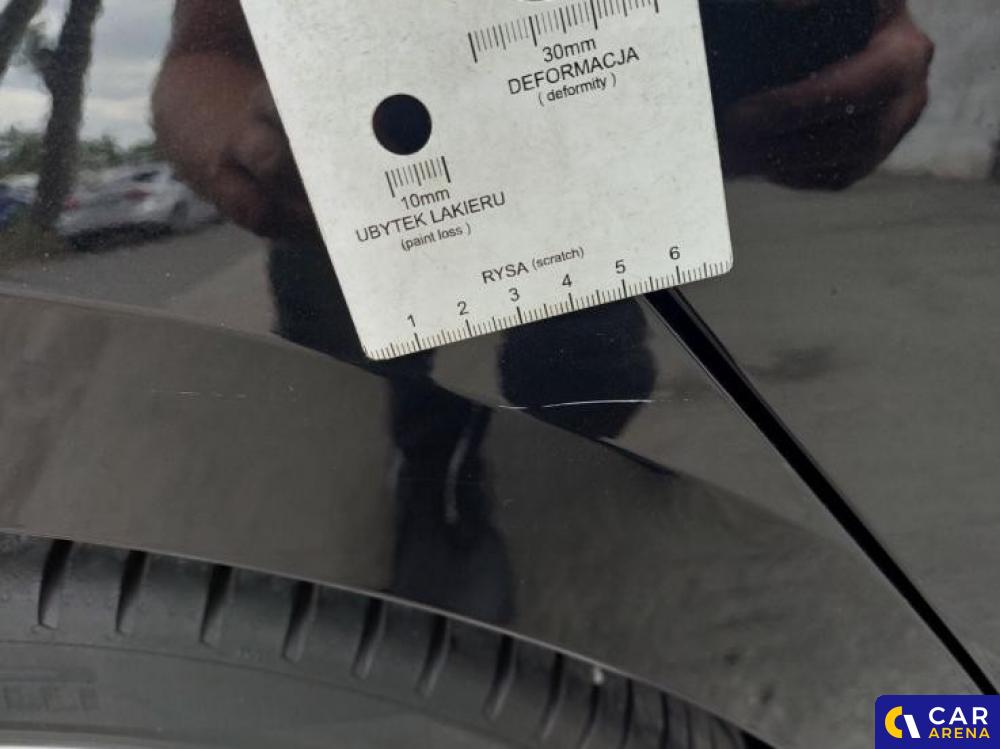 30mm
DEFORMACJA
( deformity )
10mm
UBYTEK LAKIERU
(paint loss )
RYSA (scratch)
1 2 3 4 5 6
CAR
ARENA